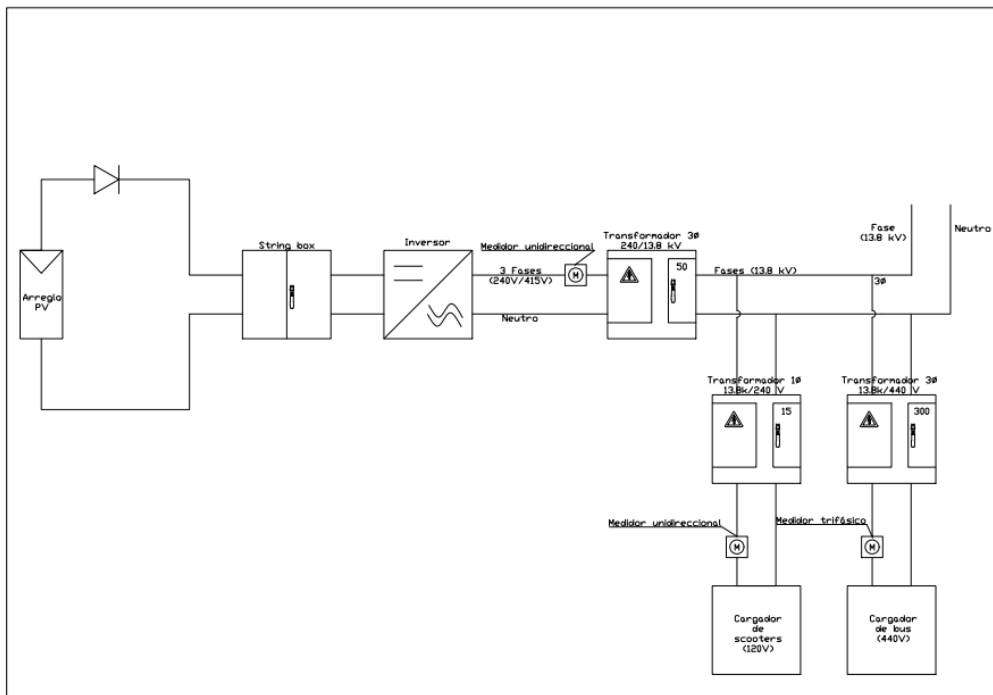 Arreglo
PV
String box
Inversor
3 Fases
(240V/415V)
Neutro
Medidor unidireccional
M
Transformador 3Ø
240/13.8 kV
50
Fases (13.8 kV)
Fase
(13.8 kV)
Neutro
3Ø
Transformador 1Ø
13.8k/240 V
15
Transformador 3Ø
13.8k/440 V
300
Medidor unidireccional
M
Medidor trifásico
M
Cargador
de
scooters
(120V)
Cargador
de bus
(440V)